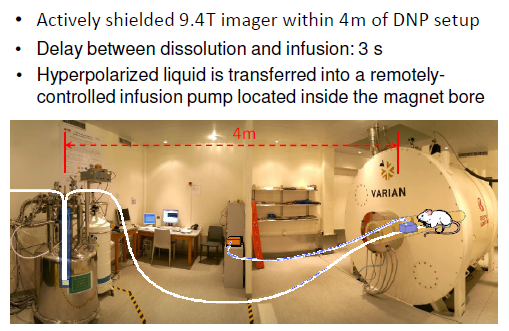 • Actively shielded 9.4T imager within 4m of DNP setup
• Delay between dissolution and infusion: 3 s
• Hyperpolarized liquid is transferred into a remotely-
controlled infusion pump located inside the magnet bore
4m
VARIAN
VARIAN